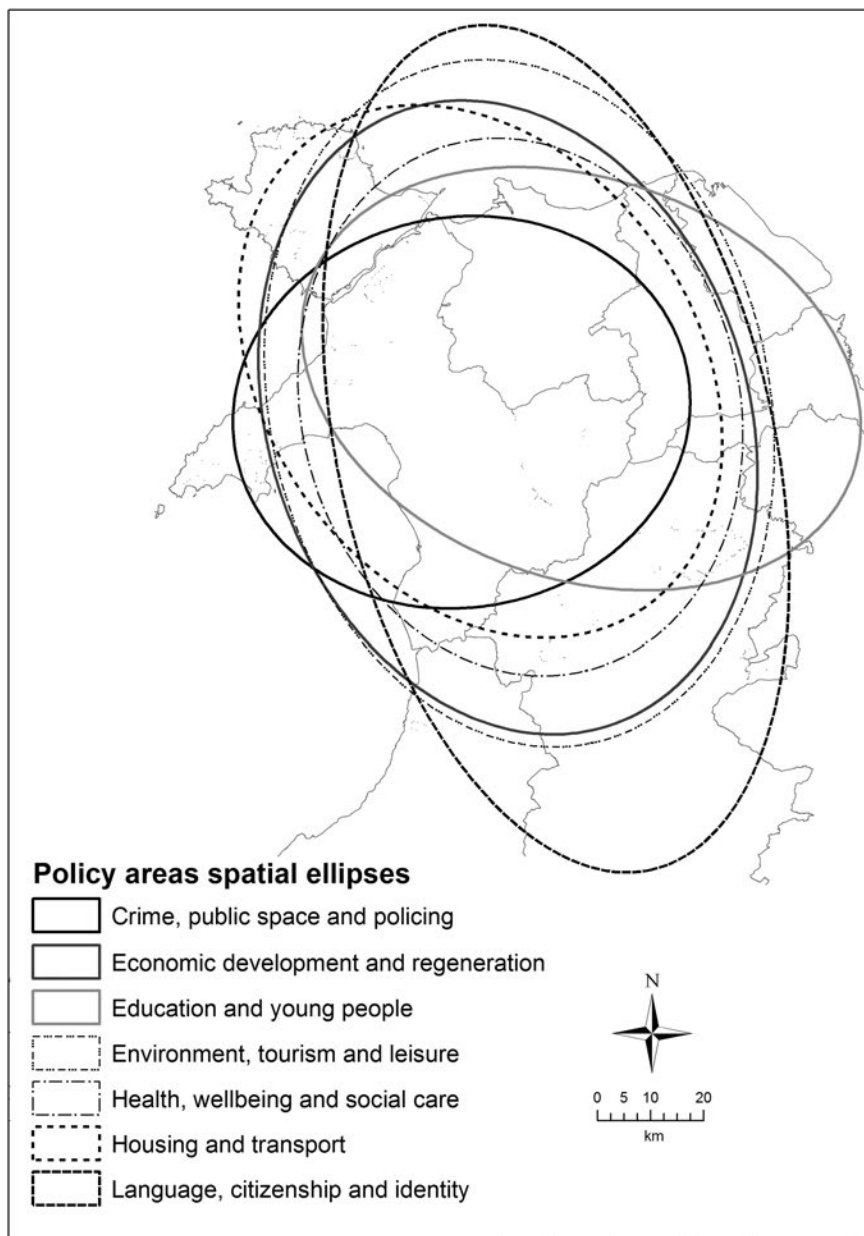 Policy areas spatial ellipses
Crime, public space and policing
Economic development and regeneration
Education and young people
Environment, tourism and leisure
Health, wellbeing and social care
Housing and transport
Language, citizenship and identity
N
0 5 10 20
km